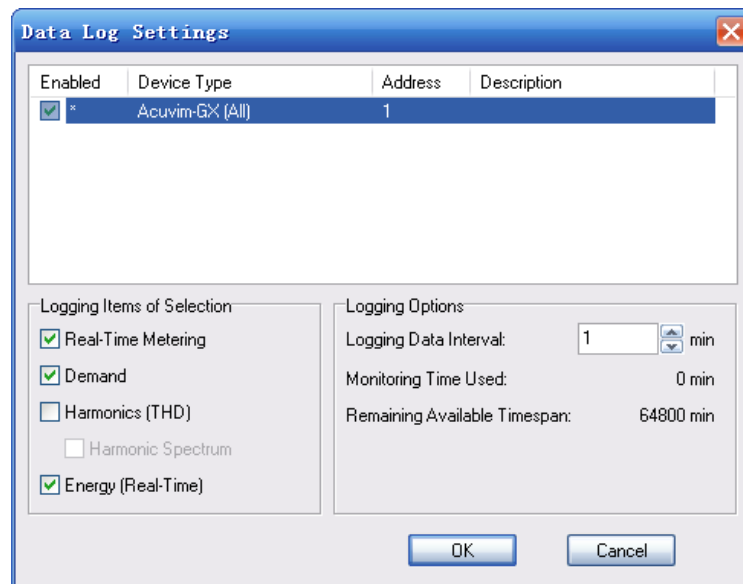 Data Log Settings
Enabled Device Type Address Description
* Acuvim-GX (All) 1
Logging Items of Selection
Real-Time Metering
Demand
Harmonics (THD)
Harmonic Spectrum
Energy (Real-Time)
Logging Options
Logging Data Interval: 1 min
Monitoring Time Used: 0 min
Remaining Available Timespan: 64800 min
OK Cancel